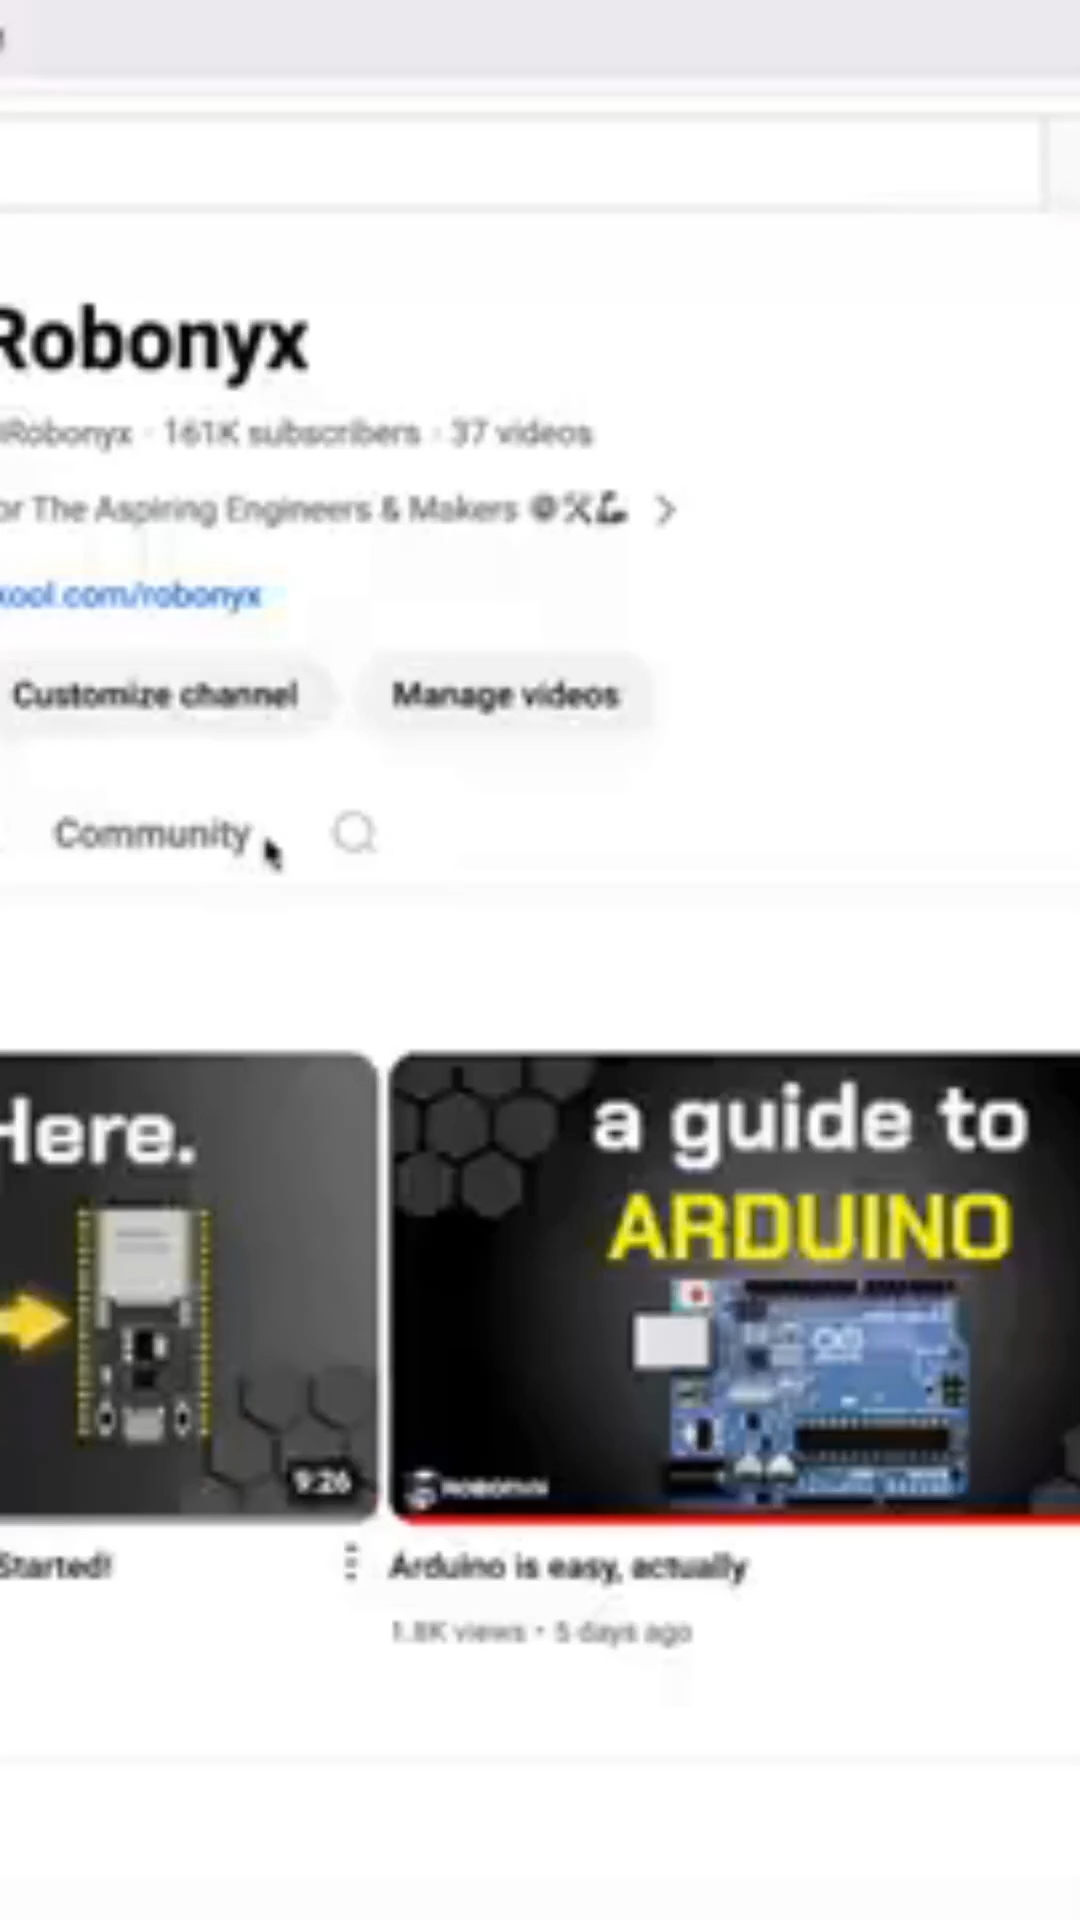 Robonyx
Robonyx · 161K subscribers · 37 videos
or The Aspiring Engineers & Makers
kool.com/robonyx
Customize channel
Manage videos
Community
Here.
9:26
a guide to
ARDUINO
ROBONYX
Started!
Arduino is easy, actually
1.8K views • 5 days ago